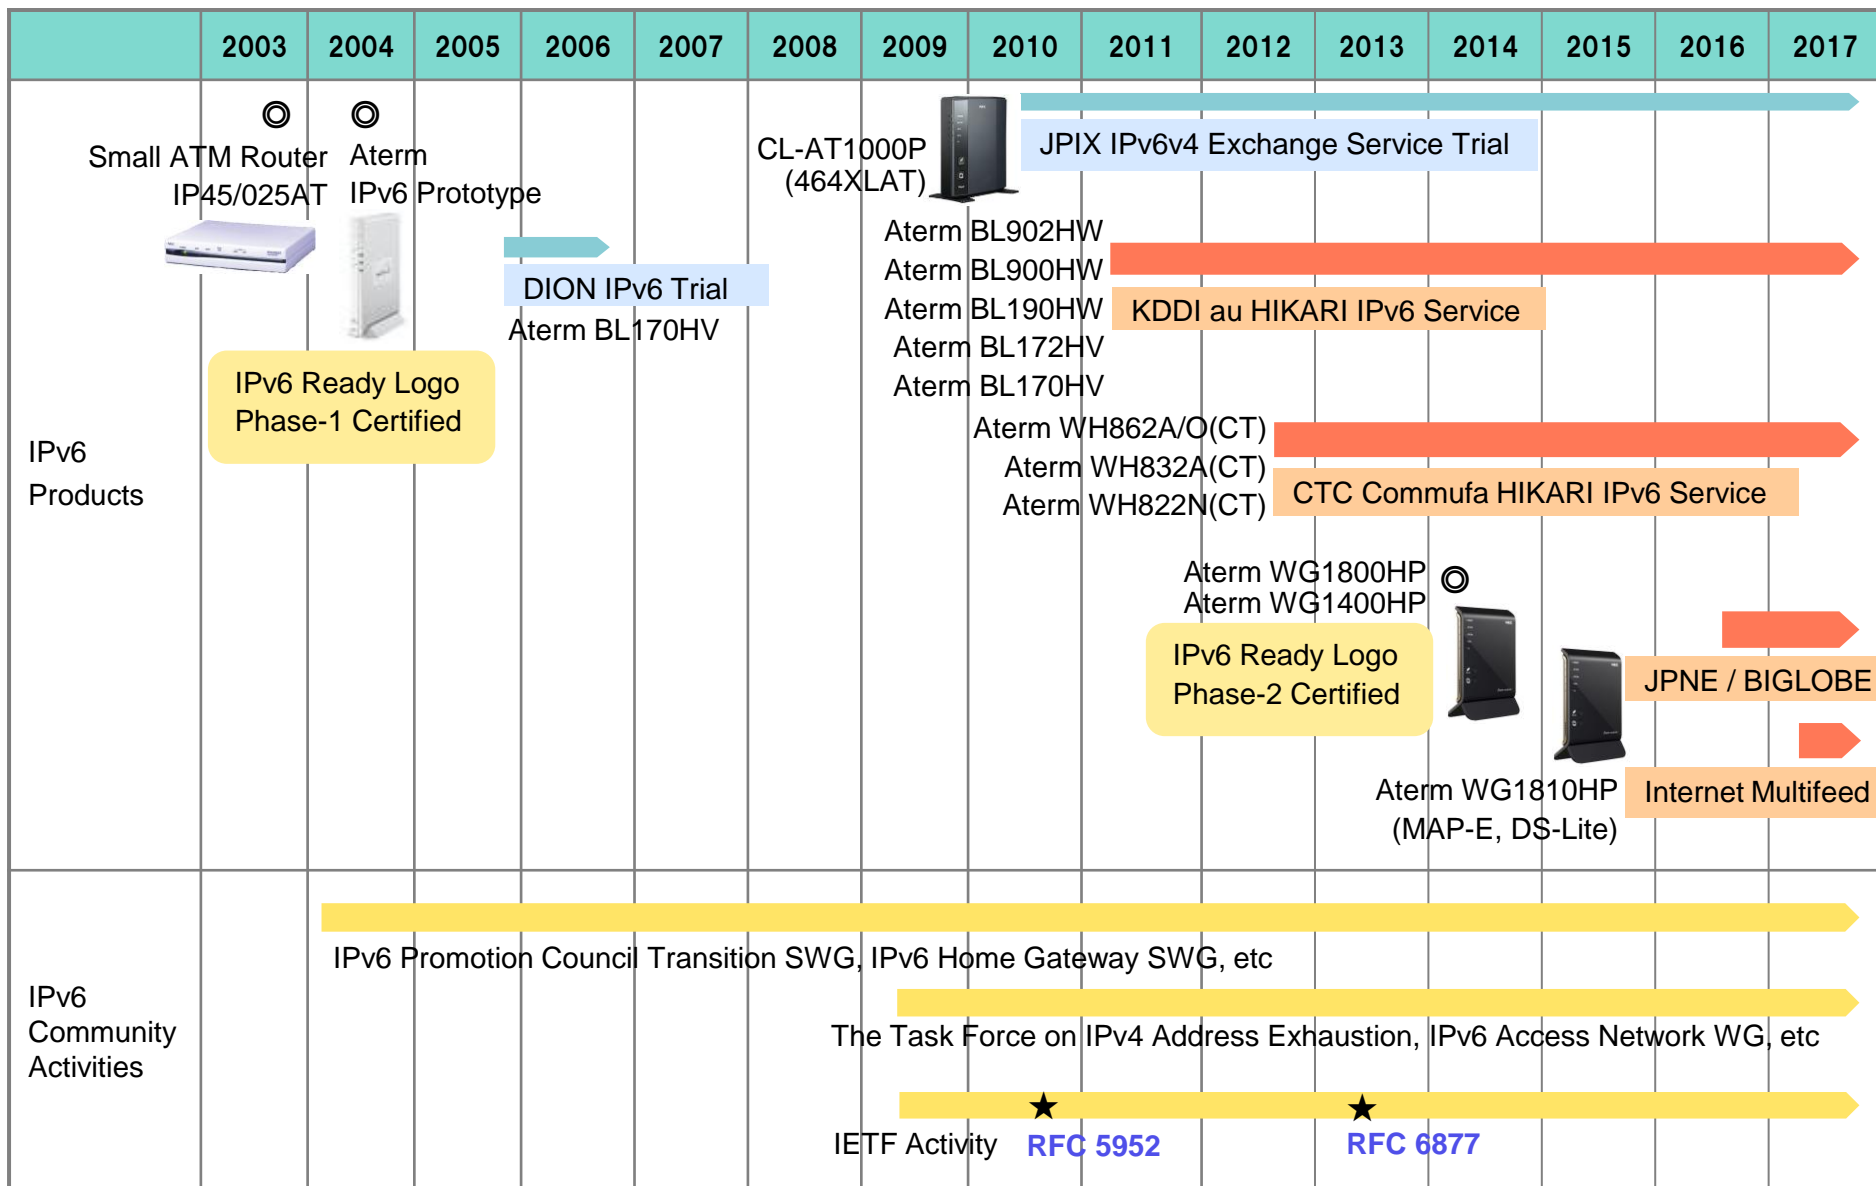 2003 2004 2005 2006 2007 2008 2009 2010 2011 2012 2013 2014 2015 2016 2017
IPv6
Products
Small ATM Router
IP45/025AT
Aterm
IPv6 Prototype
IPv6 Ready Logo
Phase-1 Certified
DION IPv6 Trial
Aterm BL170HV
CL-AT1000P
(464XLAT)
JPIX IPv6v4 Exchange Service Trial
Aterm BL902HW
Aterm BL900HW
Aterm BL190HW
Aterm BL172HV
Aterm BL170HV
KDDI au HIKARI IPv6 Service
Aterm WH862A/O(CT)
Aterm WH832A(CT)
Aterm WH822N(CT)
CTC Commufa HIKARI IPv6 Service
Aterm WG1800HP
Aterm WG1400HP
IPv6 Ready Logo
Phase-2 Certified
JPNE / BIGLOBE
Aterm WG1810HP
(MAP-E, DS-Lite)
Internet Multifeed
IPv6
Community
Activities
IPv6 Promotion Council Transition SWG, IPv6 Home Gateway SWG, etc
The Task Force on IPv4 Address Exhaustion, IPv6 Access Network WG, etc
IETF Activity
RFC 5952
RFC 6877